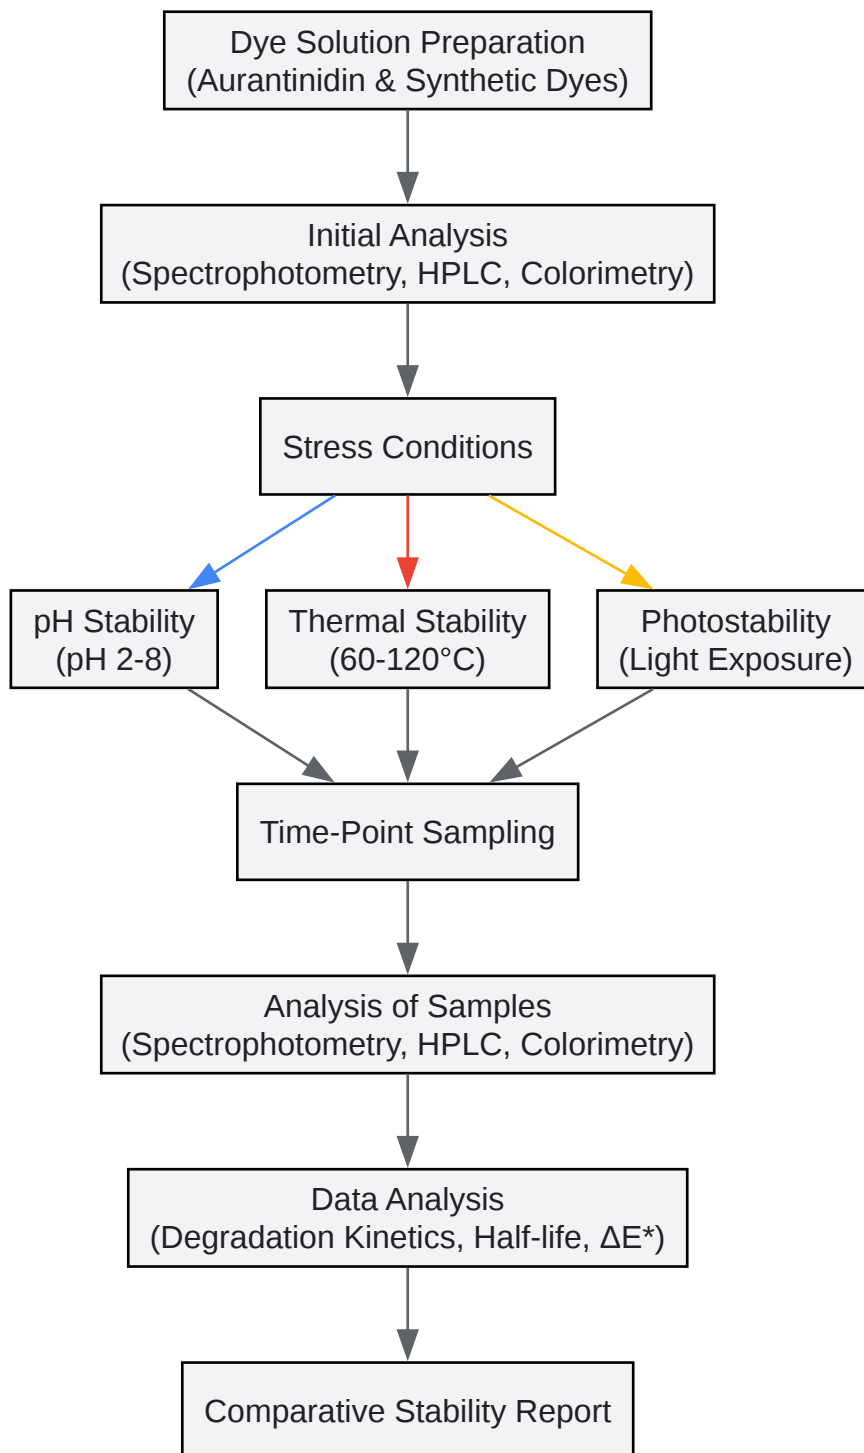 Dye Solution Preparation
(Aurantinidin & Synthetic Dyes)
Initial Analysis
(Spectrophotometry, HPLC, Colorimetry)
Stress Conditions
pH Stability
(pH 2-8)
Thermal Stability
(60-120°C)
Photostability
(Light Exposure)
Time-Point Sampling
Analysis of Samples
(Spectrophotometry, HPLC, Colorimetry)
Data Analysis
(Degradation Kinetics, Half-life, ΔE*)
Comparative Stability Report